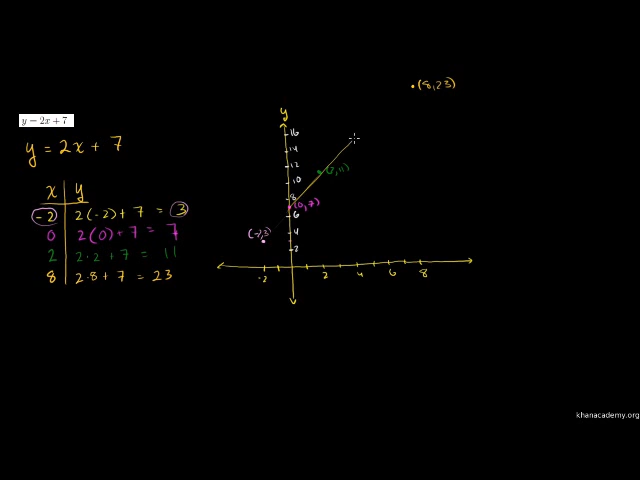 y = 2x + 7
y = 2x + 7
x y
-2 2(-2) + 7 = 3
0 2(0) + 7 = 7
2 2·2 + 7 = 11
8 2·8 + 7 = 23
(8,23)
y
16
14
12
(2,11)
10
8
(0,7)
6
(-2,3)
4
2
-2 2 4 6 8
khanacademy.org